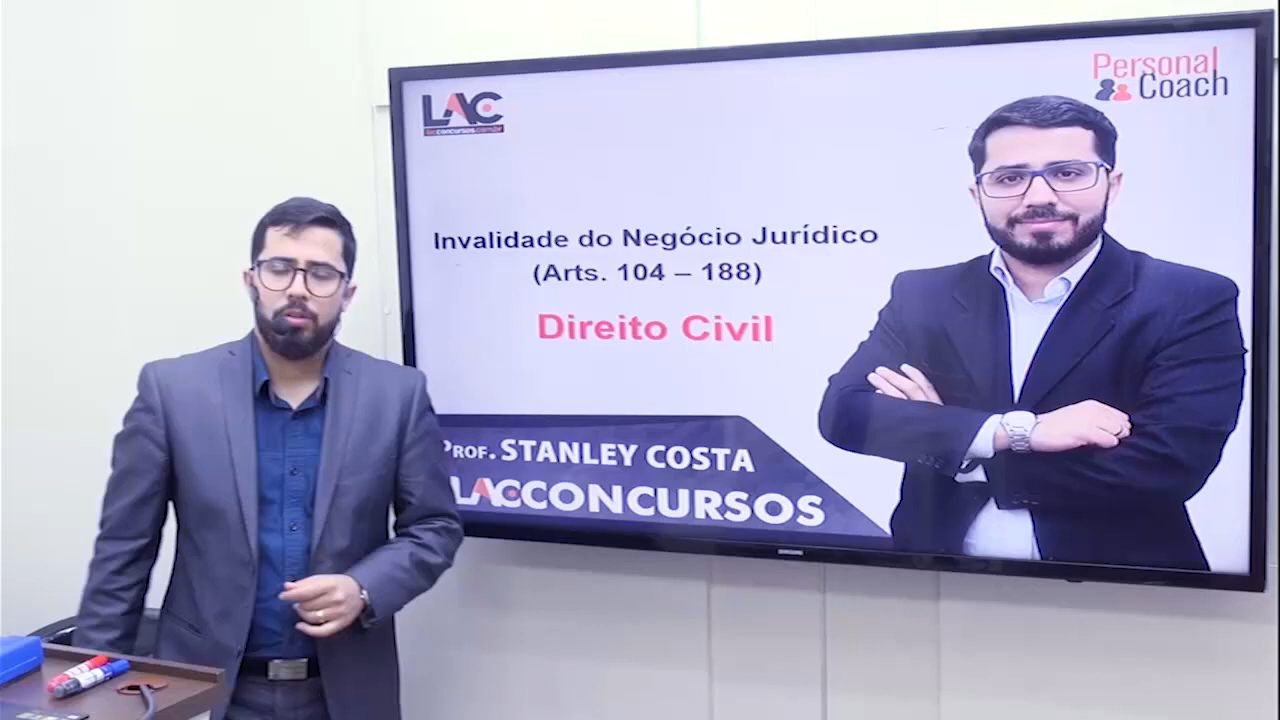 LAC
lacconcursos.com.br
Personal
Coach
Invalidade do Negócio Jurídico
(Arts. 104 – 188)
Direito Civil
PROF. STANLEY COSTA
LACCONCURSOS
SAMSUNG